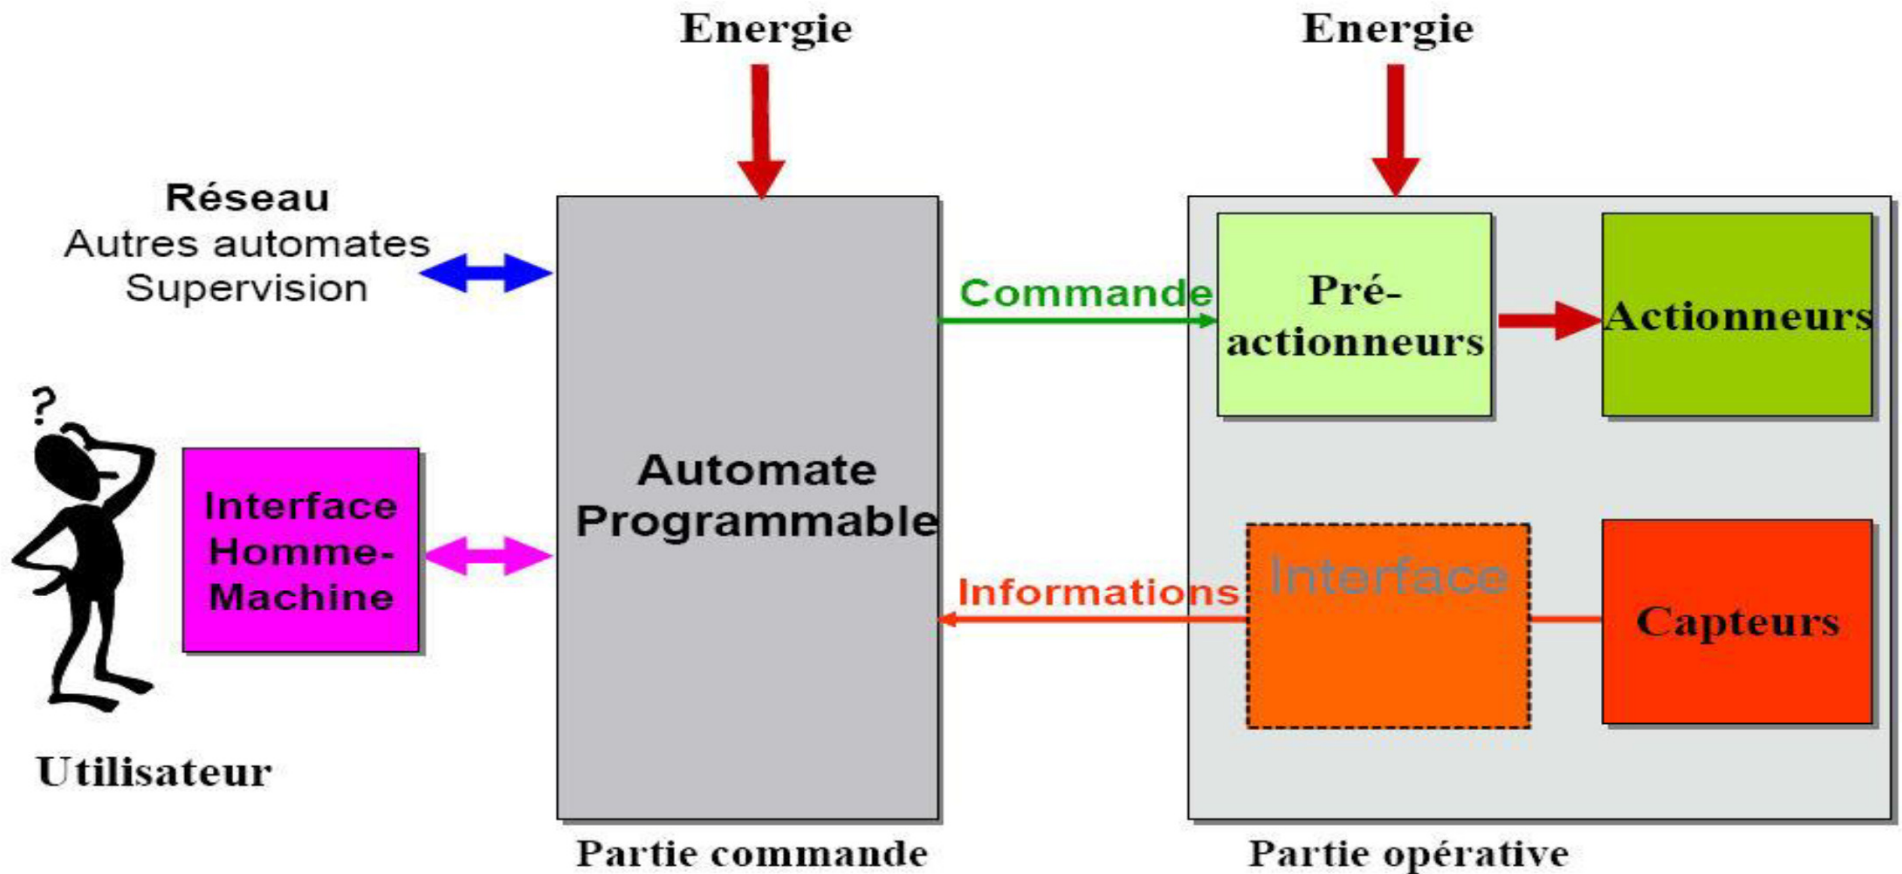 Energie
Energie
Réseau
Autres automates
Supervision
Commande
Pré-
actionneurs
Actionneurs
?
Automate
Programmable
Interface
Homme-
Machine
Informations
Interface
Capteurs
Utilisateur
Partie commande
Partie opérative